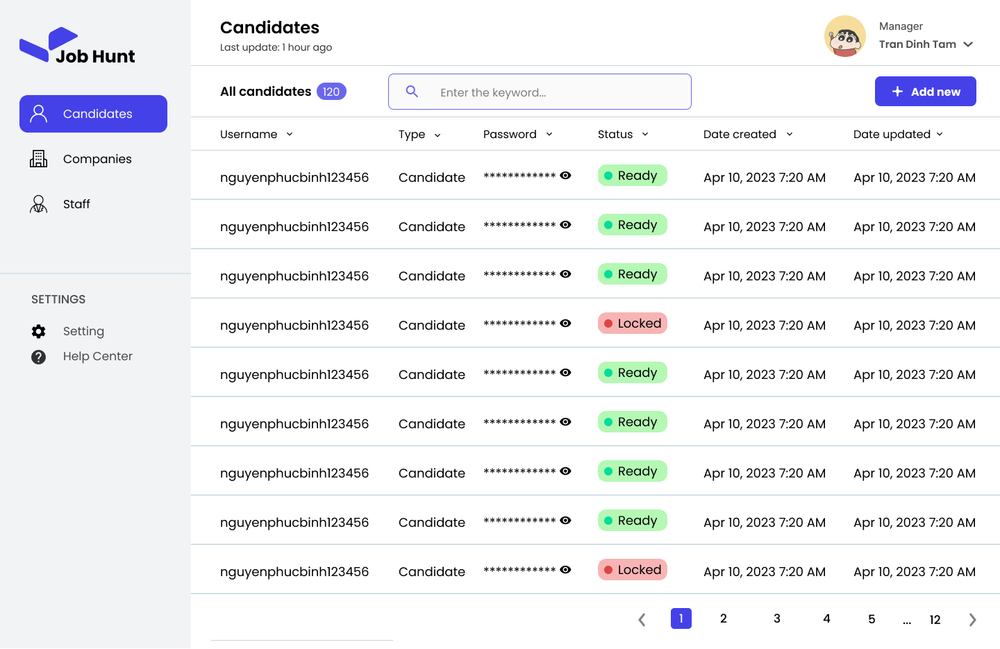 Job Hunt
Candidates
Companies
Staff
SETTINGS
Setting
Help Center
Candidates
Last update: 1 hour ago
Manager
Tran Dinh Tam
All candidates 120
Enter the keyword...
+ Add new
Username Type Password Status Date created Date updated
nguyenphucbinh123456 Candidate ************ Ready Apr 10, 2023 7:20 AM Apr 10, 2023 7:20 AM
nguyenphucbinh123456 Candidate ************ Ready Apr 10, 2023 7:20 AM Apr 10, 2023 7:20 AM
nguyenphucbinh123456 Candidate ************ Ready Apr 10, 2023 7:20 AM Apr 10, 2023 7:20 AM
nguyenphucbinh123456 Candidate ************ Locked Apr 10, 2023 7:20 AM Apr 10, 2023 7:20 AM
nguyenphucbinh123456 Candidate ************ Ready Apr 10, 2023 7:20 AM Apr 10, 2023 7:20 AM
nguyenphucbinh123456 Candidate ************ Ready Apr 10, 2023 7:20 AM Apr 10, 2023 7:20 AM
nguyenphucbinh123456 Candidate ************ Ready Apr 10, 2023 7:20 AM Apr 10, 2023 7:20 AM
nguyenphucbinh123456 Candidate ************ Ready Apr 10, 2023 7:20 AM Apr 10, 2023 7:20 AM
nguyenphucbinh123456 Candidate ************ Locked Apr 10, 2023 7:20 AM Apr 10, 2023 7:20 AM
1 2 3 4 5 ... 12